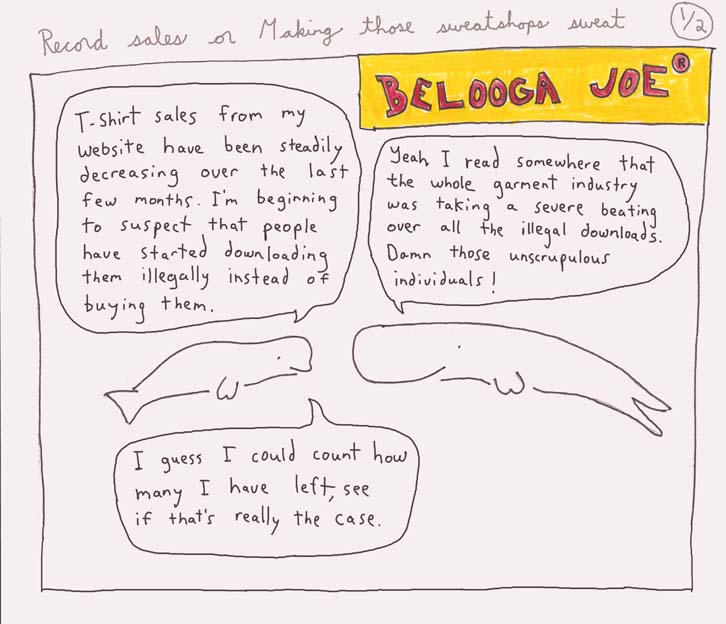 Record sales or Making those sweatshops sweat
1/2
BELOOGA JOE®
T-Shirt sales from my
website have been steadily
decreasing over the last
few months. I'm beginning
to suspect that people
have started downloading
them illegally instead of
buying them.
Yeah, I read somewhere that
the whole garment industry
was taking a severe beating
over all the illegal downloads.
Damn those unscrupulous
individuals!
I guess I could count how
many I have left, see
if that's really the case.